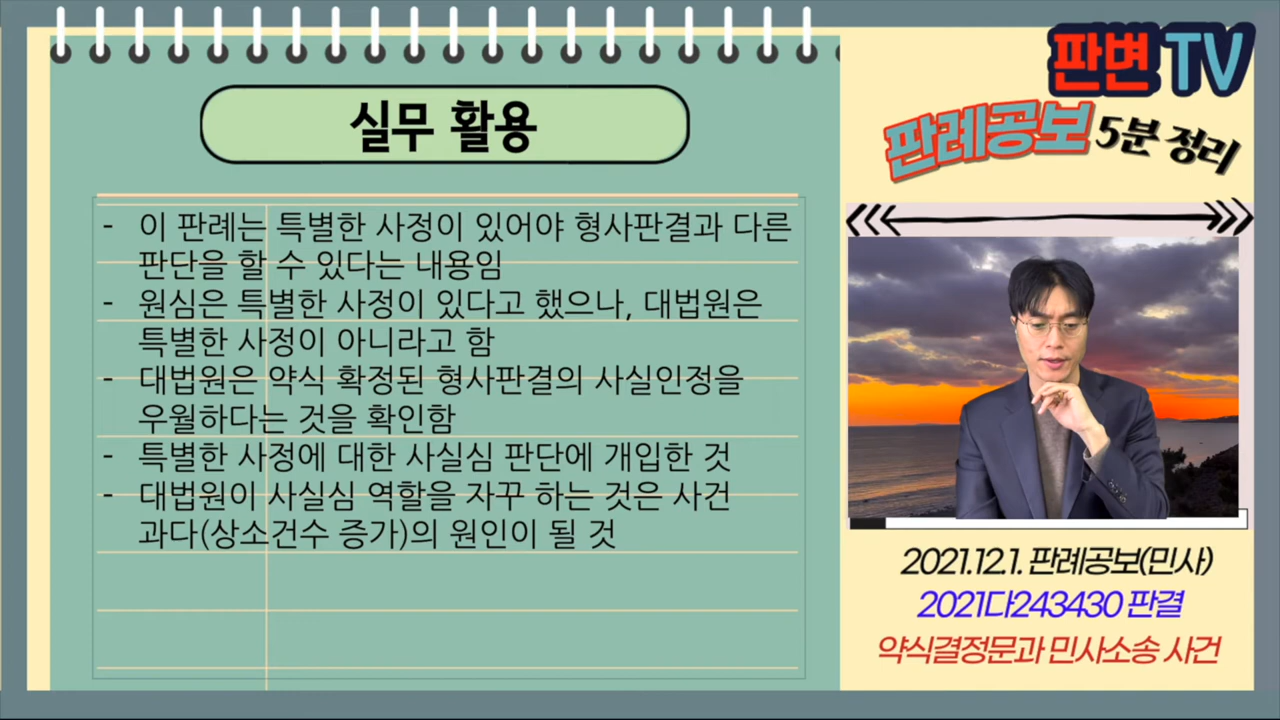 실무 활용
- 이 판례는 특별한 사정이 있어야 형사판결과 다른
판단을 할 수 있다는 내용임
- 원심은 특별한 사정이 있다고 했으나, 대법원은
특별한 사정이 아니라고 함
- 대법원은 약식 확정된 형사판결의 사실인정을
우월하다는 것을 확인함
- 특별한 사정에 대한 사실심 판단에 개입한 것
- 대법원이 사실심 역할을 자꾸 하는 것은 사건
과다(상소건수 증가)의 원인이 될 것
판변 TV
판례공보 5분 정리
2021.12.1. 판례공보(민사)
2021다243430 판결
약식결정문과 민사소송 사건